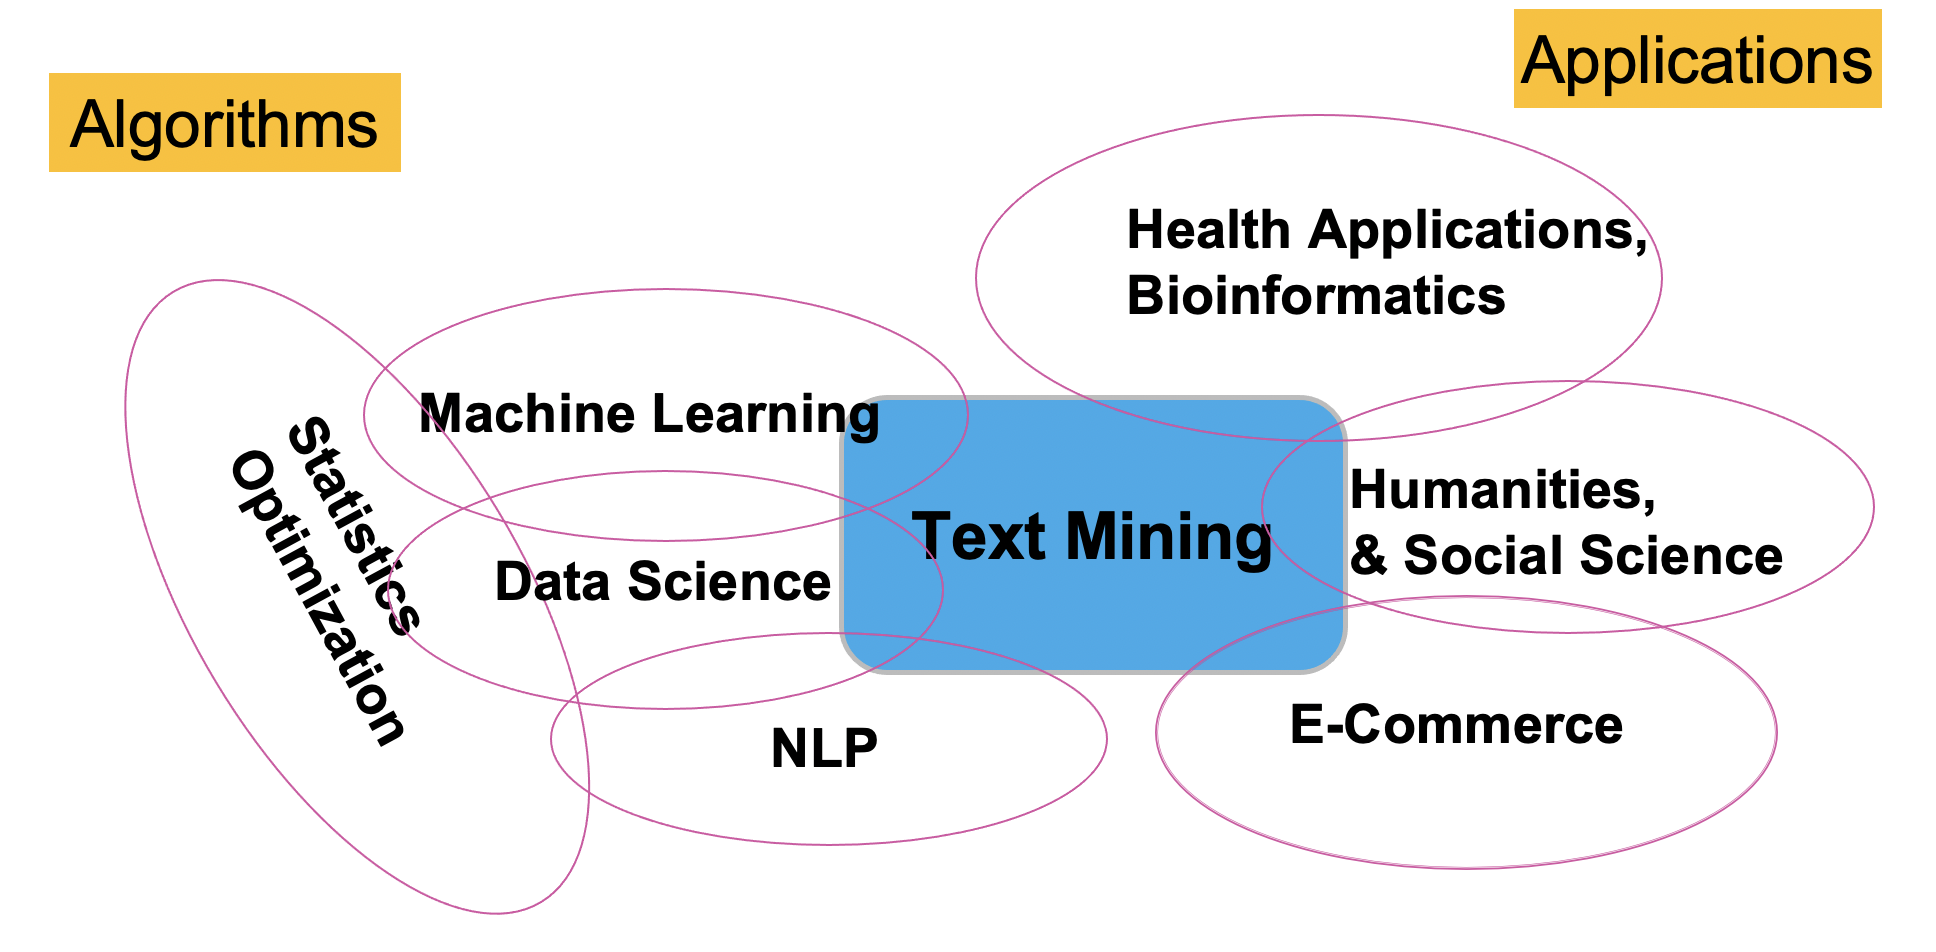 Algorithms
Applications
Health Applications,
Bioinformatics
Machine Learning
Statistics
Optimization
Data Science
NLP
Text Mining
Humanities,
& Social Science
E-Commerce